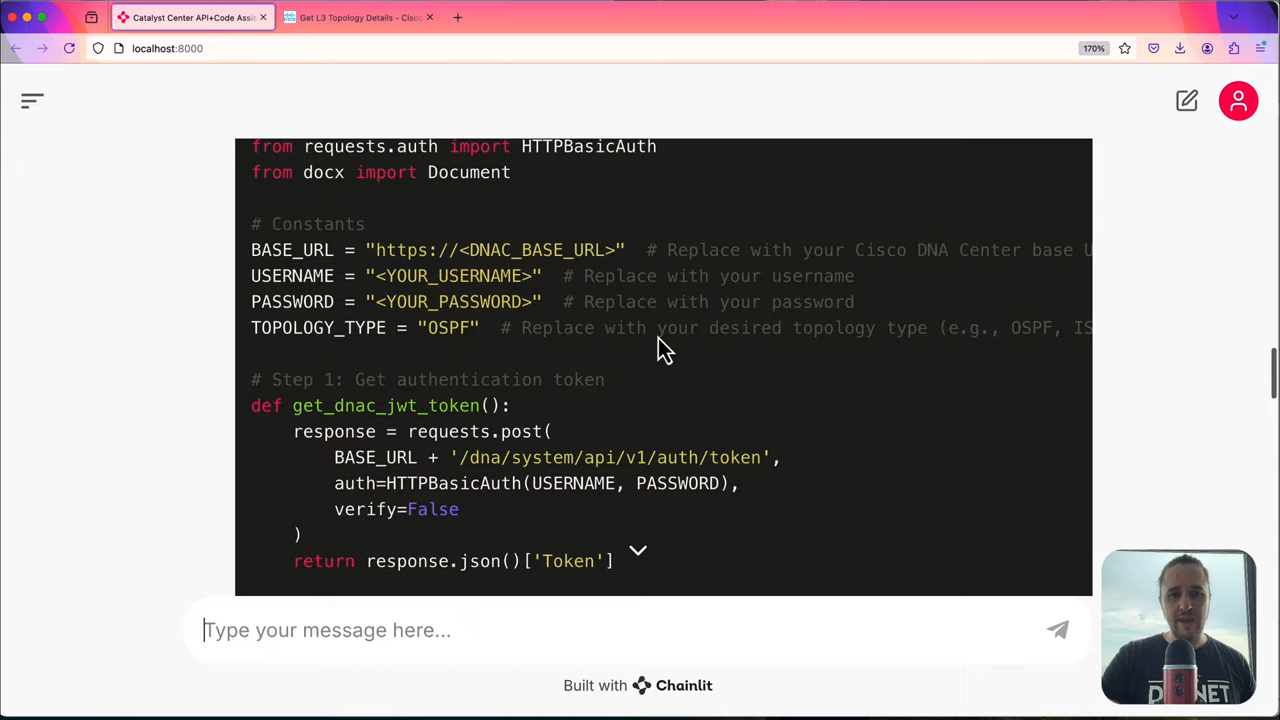 Catalyst Center API+Code Assis
Get L3 Topology Details - Cisco
localhost:8000
170%
from requests.auth import HTTPBasicAuth
from docx import Document
# Constants
BASE_URL = "https://<DNAC_BASE_URL>"  # Replace with your Cisco DNA Center base U
USERNAME = "<YOUR_USERNAME>"  # Replace with your username
PASSWORD = "<YOUR_PASSWORD>"  # Replace with your password
TOPOLOGY_TYPE = "OSPF"  # Replace with your desired topology type (e.g., OSPF, IS
# Step 1: Get authentication token
def get_dnac_jwt_token():
    response = requests.post(
        BASE_URL + '/dna/system/api/v1/auth/token',
        auth=HTTPBasicAuth(USERNAME, PASSWORD),
        verify=False
    )
    return response.json()['Token']
Type your message here...
Built with Chainlit